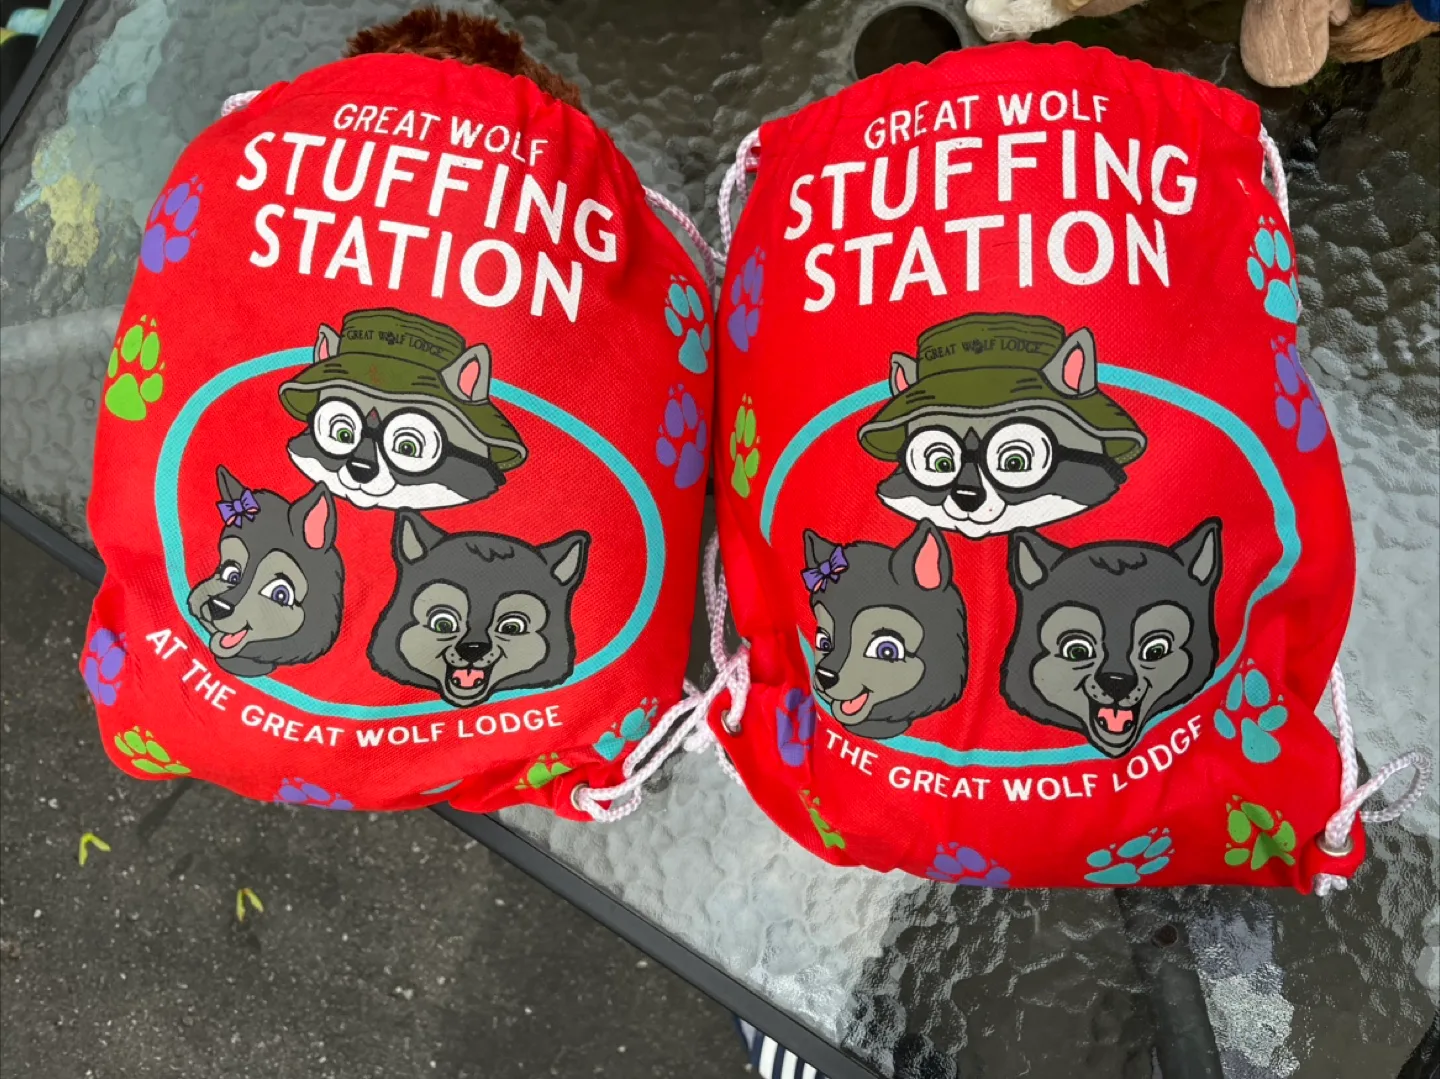 GREAT WOLF
STUFFING
STATION
GREAT WOLF LODGE
AT THE GREAT WOLF LODGE
GREAT WOLF
STUFFING
STATION
GREAT WOLF LODGE
THE GREAT WOLF LODGE